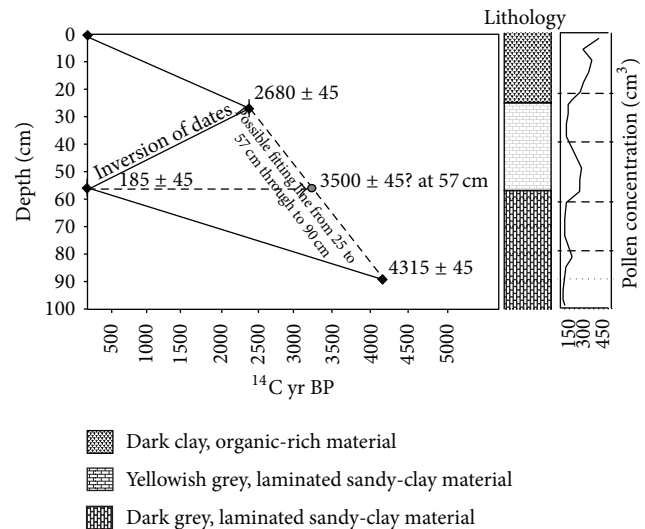 Lithology
0
10
20
30
40
50
60
70
80
90
100
Depth (cm)
2680 ± 45
Inversion of dates
185 ± 45
3500 ± 45? at 57 cm
Possible fitting line from 25 to
57 cm through to 90 cm
4315 ± 45
500
1000
1500
2000
2500
3000
3500
4000
4500
5000
¹⁴C yr BP
150
300
450
Pollen concentration (cm³)
Dark clay, organic-rich material
Yellowish grey, laminated sandy-clay material
Dark grey, laminated sandy-clay material